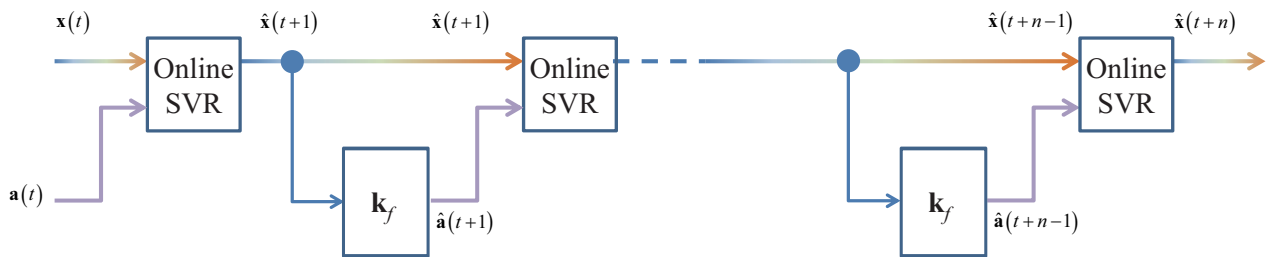 x(t)
x̂(t+1)
x̂(t+1)
x̂(t+n−1)
x̂(t+n)
Online
SVR
Online
SVR
Online
SVR
a(t)
k_f
â(t+1)
k_f
â(t+n−1)